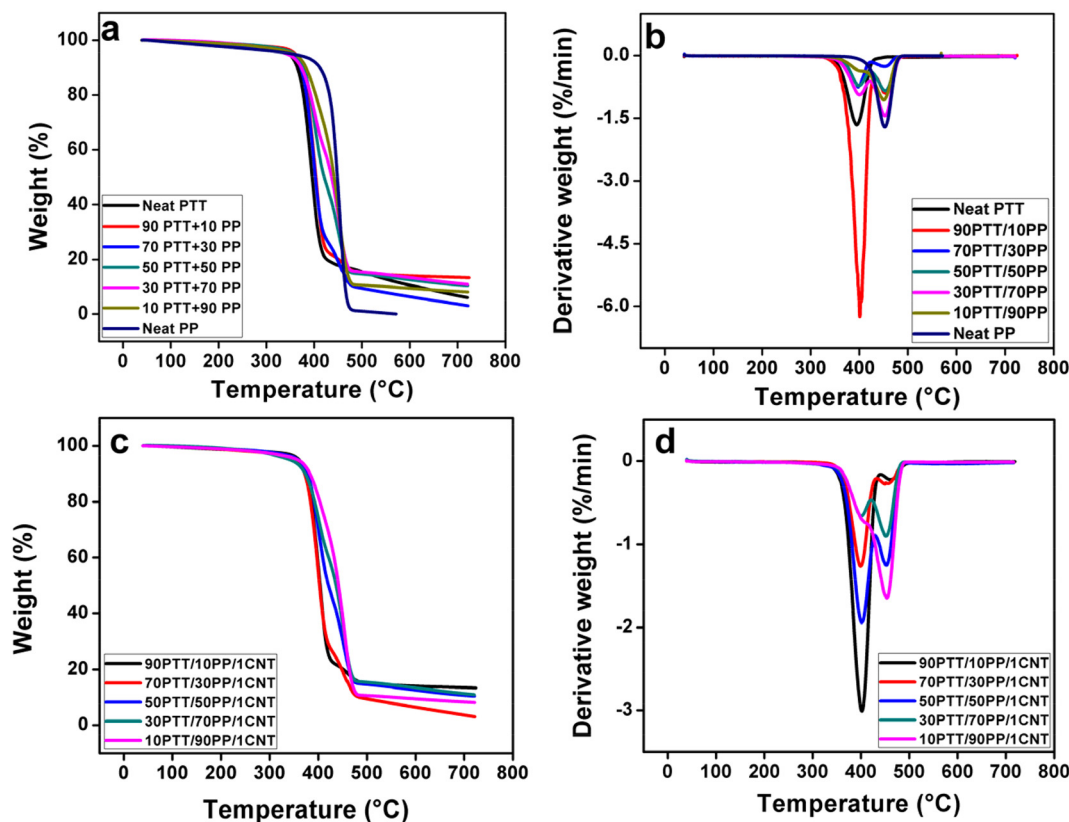 a
Weight (%)
100
80
60
40
20
0
Neat PTT
90 PTT+10 PP
70 PTT+30 PP
50 PTT+50 PP
30 PTT+70 PP
10 PTT+90 PP
Neat PP
0 100 200 300 400 500 600 700 800
Temperature (°C)
b
Derivative weight (%/min)
0.0
-1.5
-3.0
-4.5
-6.0
Neat PTT
90PTT/10PP
70PTT/30PP
50PTT/50PP
30PTT/70PP
10PTT/90PP
Neat PP
0 100 200 300 400 500 600 700 800
Temperature (°C)
c
Weight (%)
100
80
60
40
20
0
90PTT/10PP/1CNT
70PTT/30PP/1CNT
50PTT/50PP/1CNT
30PTT/70PP/1CNT
10PTT/90PP/1CNT
0 100 200 300 400 500 600 700 800
Temperature (°C)
d
Derivative weight (%/min)
0
-1
-2
-3
90PTT/10PP/1CNT
70PTT/30PP/1CNT
50PTT/50PP/1CNT
30PTT/70PP/1CNT
10PTT/90PP/1CNT
0 100 200 300 400 500 600 700 800
Temperature (°C)